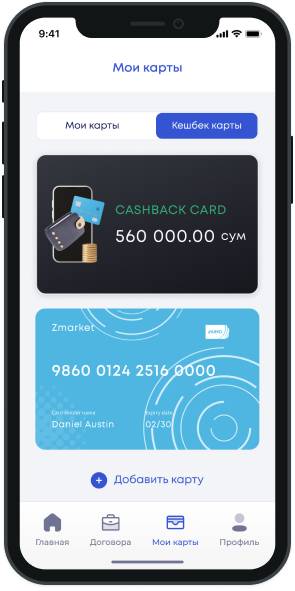 9:41
Мои карты
Мои карты
Кешбек карты
CASHBACK CARD
560 000.00 сум
Zmarket
HUMO
9860 0124 2516 0000
Card Holder name
Expiry date
Daniel Austin
02/30
Добавить карту
Главная
Договора
Мои карты
Профиль